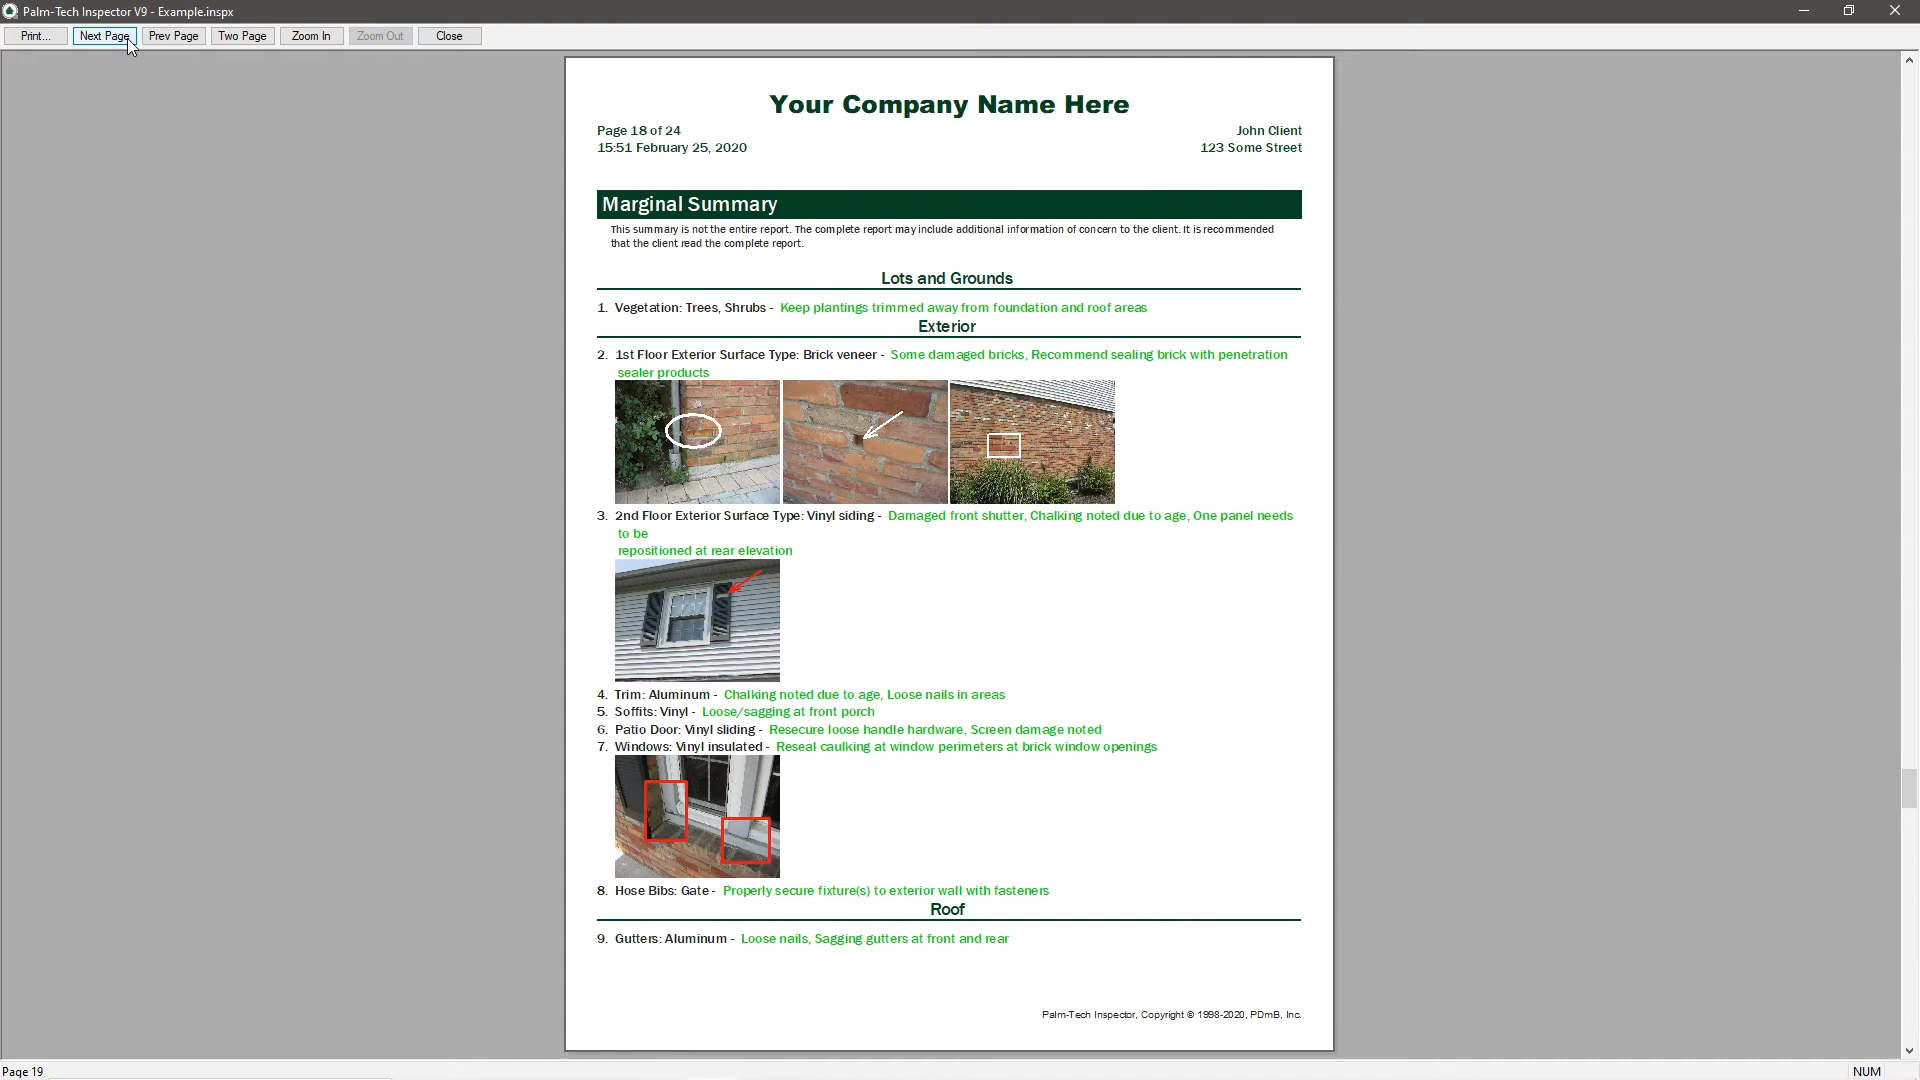 Palm-Tech Inspector V9 - Example.inspx
Print... Next Page Prev Page Two Page Zoom In Zoom Out Close
Your Company Name Here
Page 18 of 24 John Client
15:51 February 25, 2020 123 Some Street
Marginal Summary
This summary is not the entire report. The complete report may include additional information of concern to the client. It is recommended
that the client read the complete report.
Lots and Grounds
1. Vegetation: Trees, Shrubs - Keep plantings trimmed away from foundation and roof areas
Exterior
2. 1st Floor Exterior Surface Type: Brick veneer - Some damaged bricks, Recommend sealing brick with penetration
sealer products
3. 2nd Floor Exterior Surface Type: Vinyl siding - Damaged front shutter, Chalking noted due to age, One panel needs
to be
repositioned at rear elevation
4. Trim: Aluminum - Chalking noted due to age, Loose nails in areas
5. Soffits: Vinyl - Loose/sagging at front porch
6. Patio Door: Vinyl sliding - Resecure loose handle hardware, Screen damage noted
7. Windows: Vinyl insulated - Reseal caulking at window perimeters at brick window openings
8. Hose Bibs: Gate - Properly secure fixture(s) to exterior wall with fasteners
Roof
9. Gutters: Aluminum - Loose nails, Sagging gutters at front and rear
Palm-Tech Inspector, Copyright © 1998-2020, PDmB, Inc.
Page 19 NUM